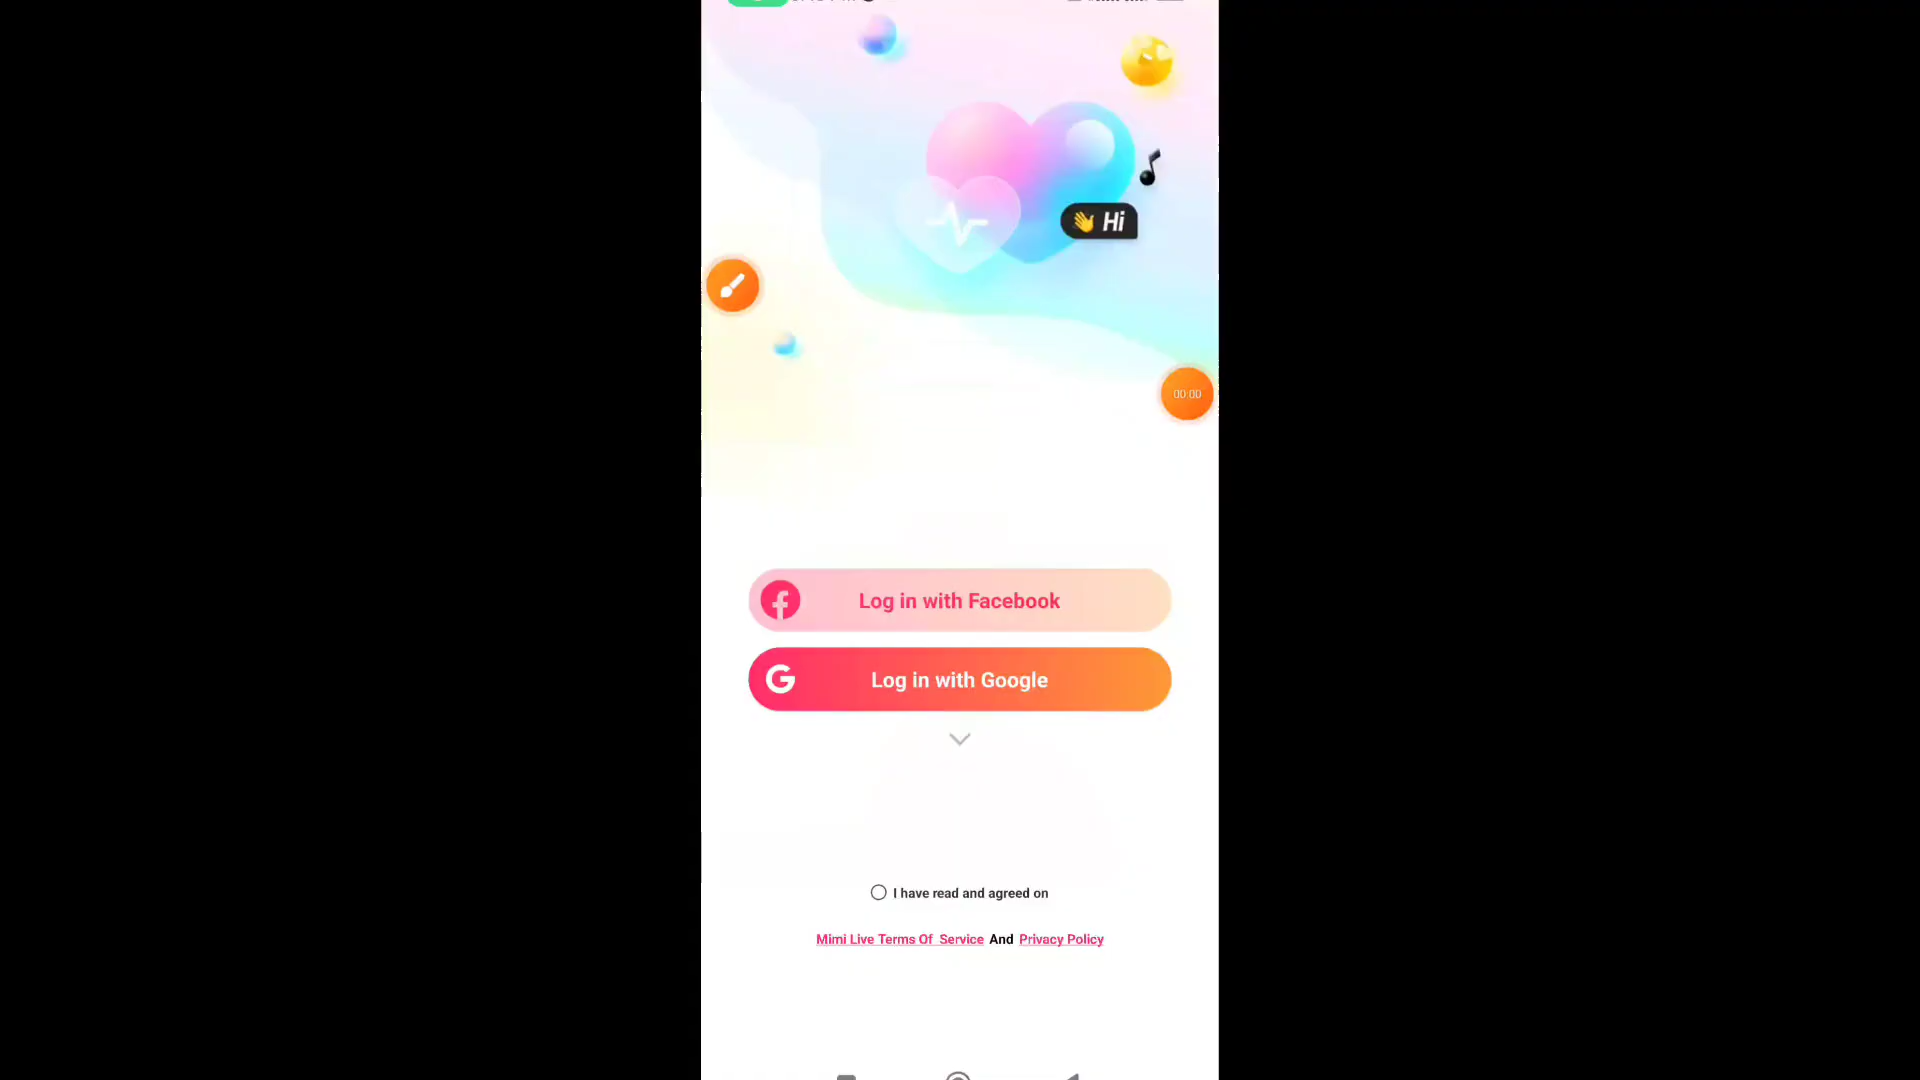 Hi
00:00
Log in with Facebook
Log in with Google
I have read and agreed on
Mimi Live Terms Of Service And Privacy Policy